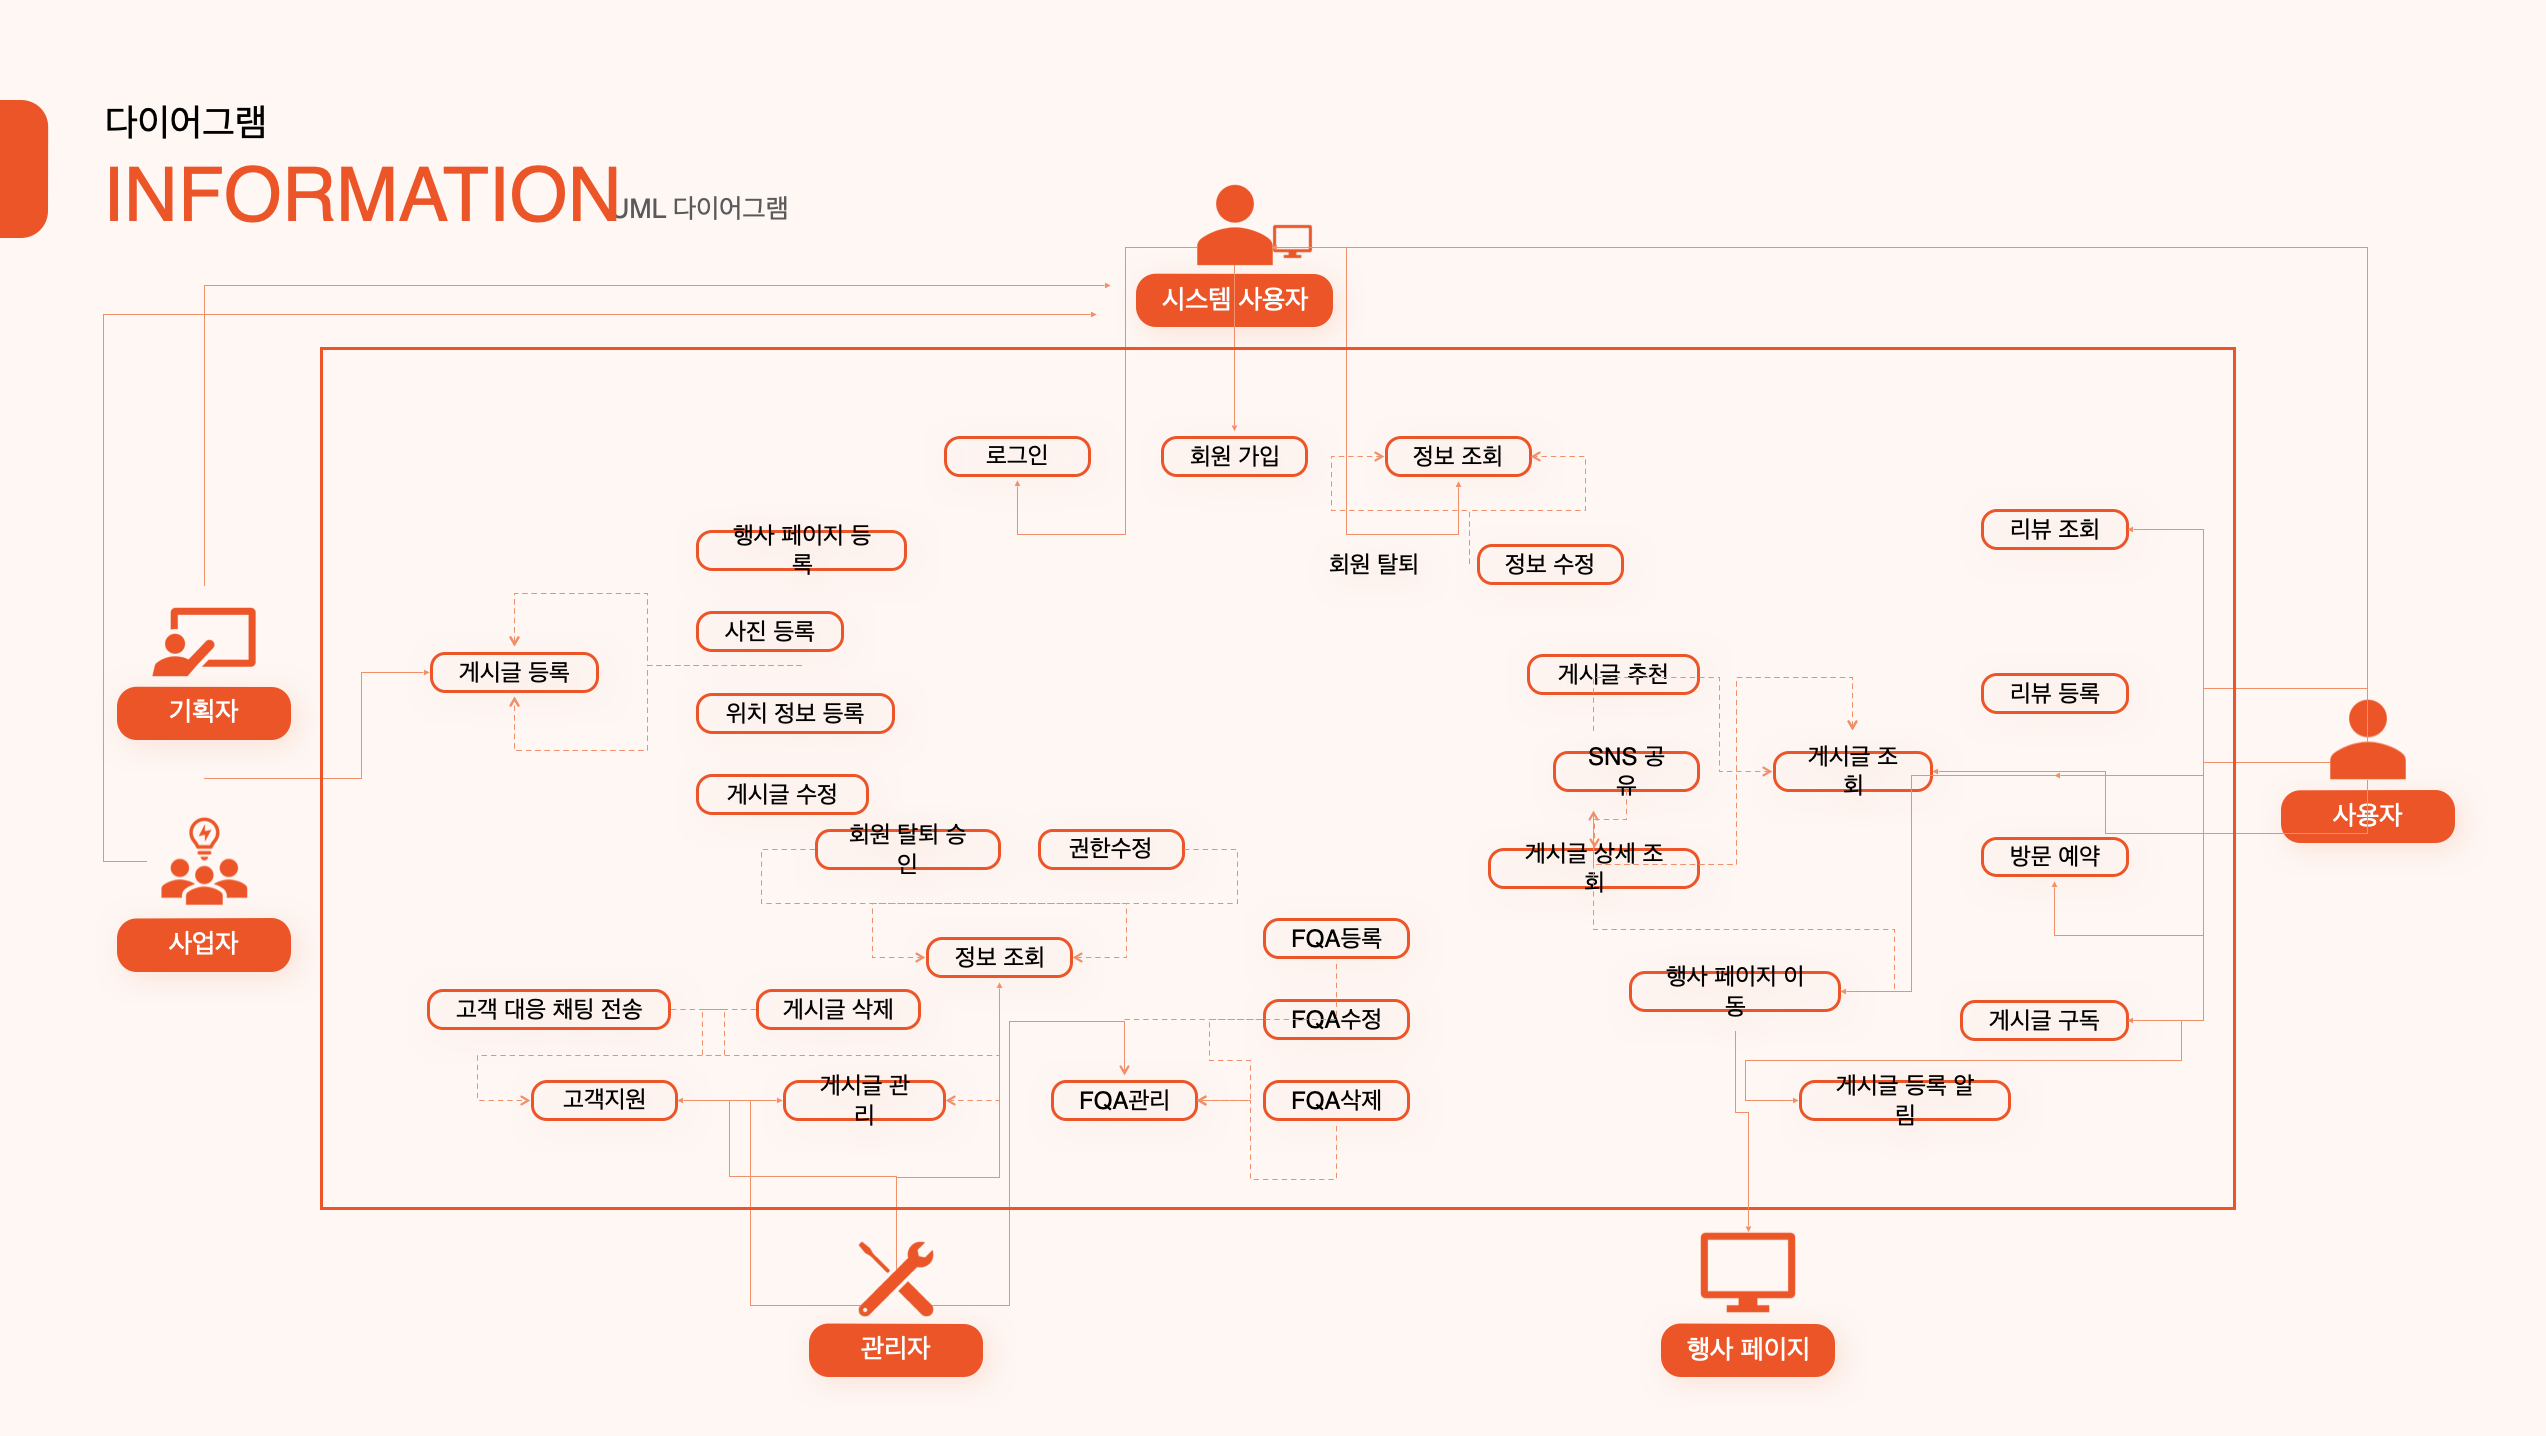 다이어그램
INFORMATION
UML 다이어그램
시스템 사용자
로그인
회원 가입
정보 조회
행사 페이지 등
록
회원 탈퇴
정보 수정
리뷰 조회
사진 등록
게시글 등록
게시글 추천
리뷰 등록
기획자
위치 정보 등록
SNS 공
유
게시글 조
회
게시글 수정
사용자
회원 탈퇴 승
인
권한수정
게시글 상세 조
회
방문 예약
사업자
정보 조회
FQA등록
행사 페이지 이
동
고객 대응 채팅 전송
게시글 삭제
FQA수정
게시글 구독
고객지원
게시글 관
리
FQA관리
FQA삭제
게시글 등록 알
림
관리자
행사 페이지